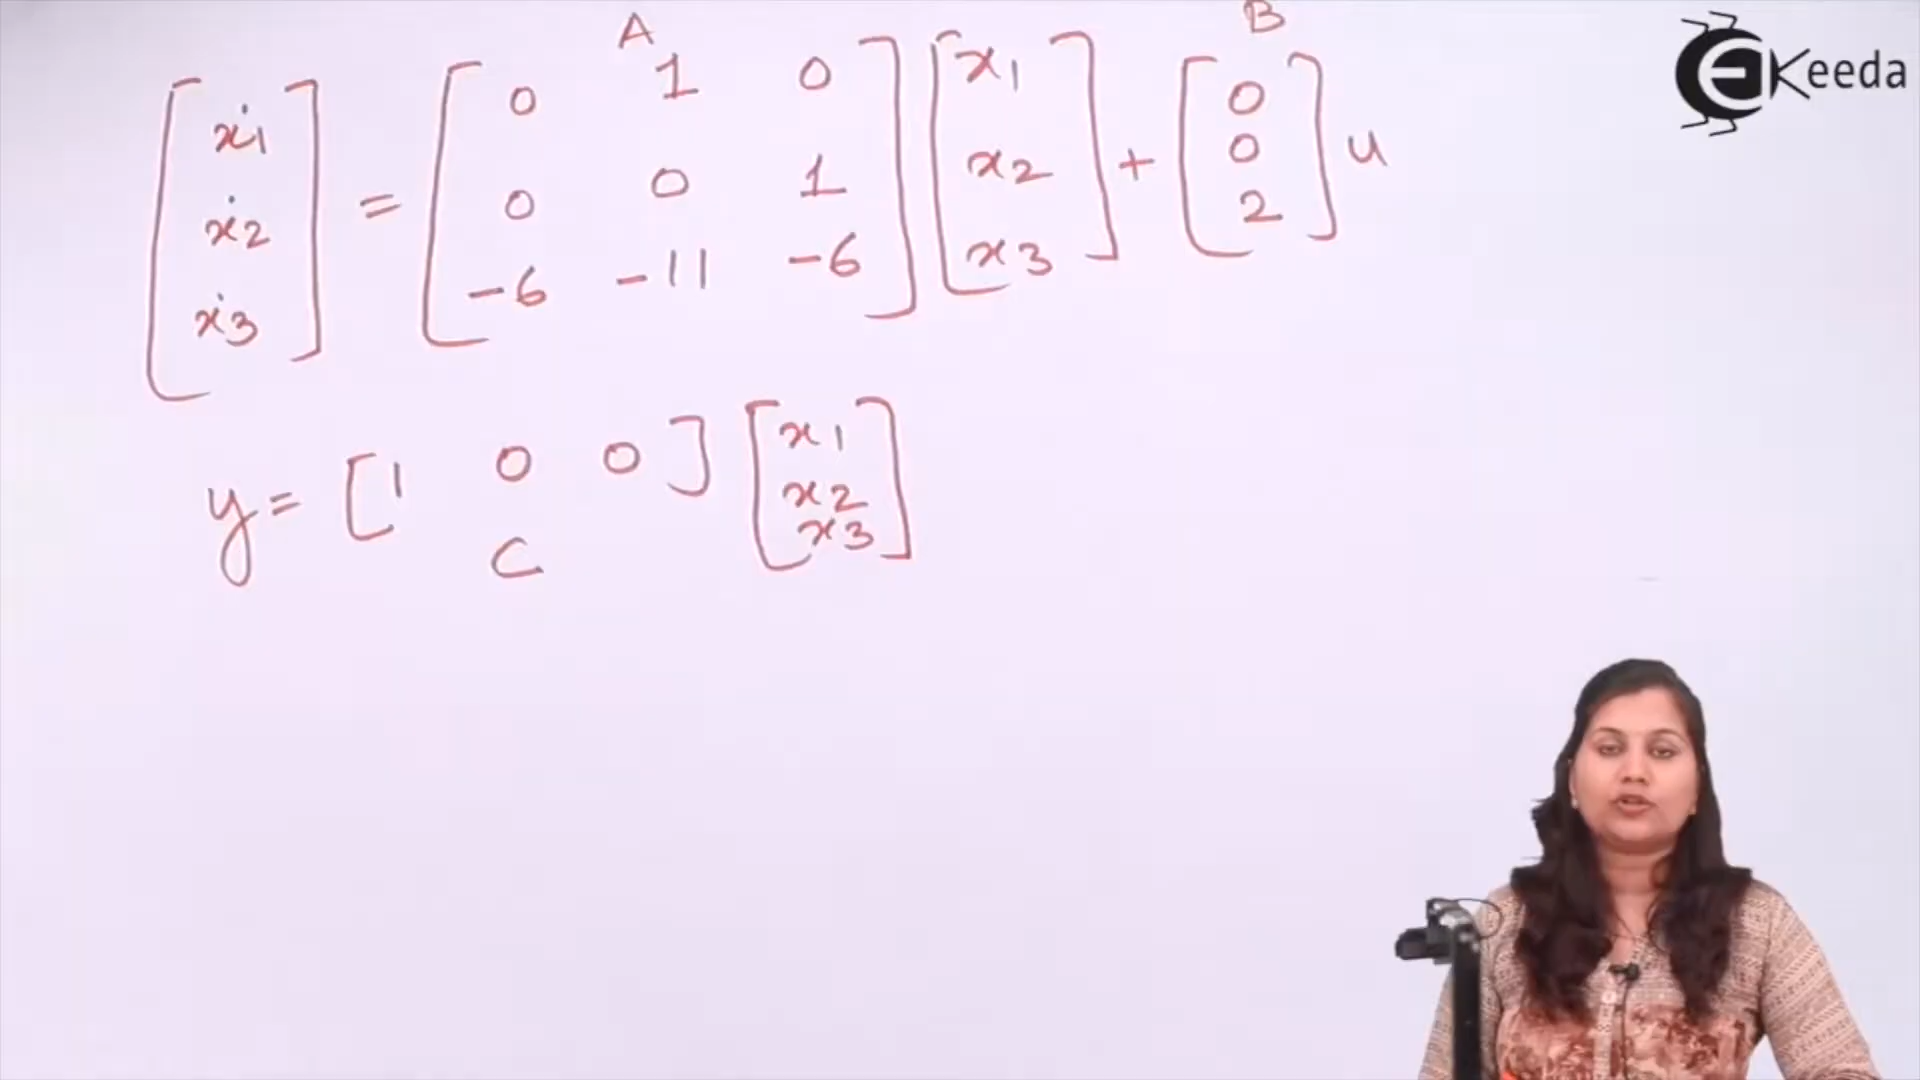 A B
[ẋ1 ẋ2 ẋ3] = [0 1 0; 0 0 1; -6 -11 -6] [x1 x2 x3] + [0 0 2] u
y = [1 0 0] [x1 x2 x3]
C
EKeeda